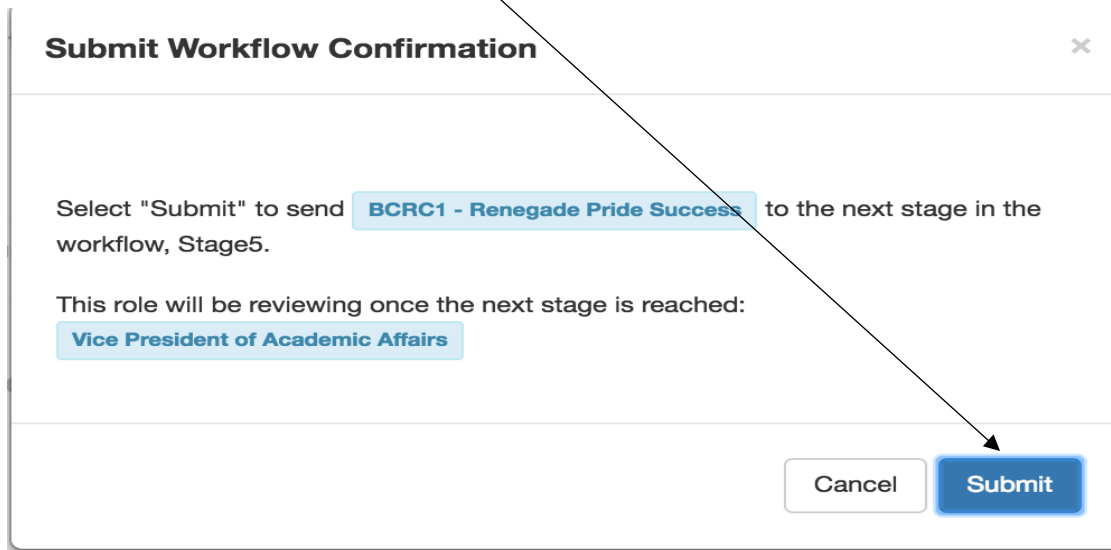 Submit Workflow Confirmation ×
Select "Submit" to send BCRC1 - Renegade Pride Success to the next stage in the
workflow, Stage5.
This role will be reviewing once the next stage is reached:
Vice President of Academic Affairs
Cancel Submit